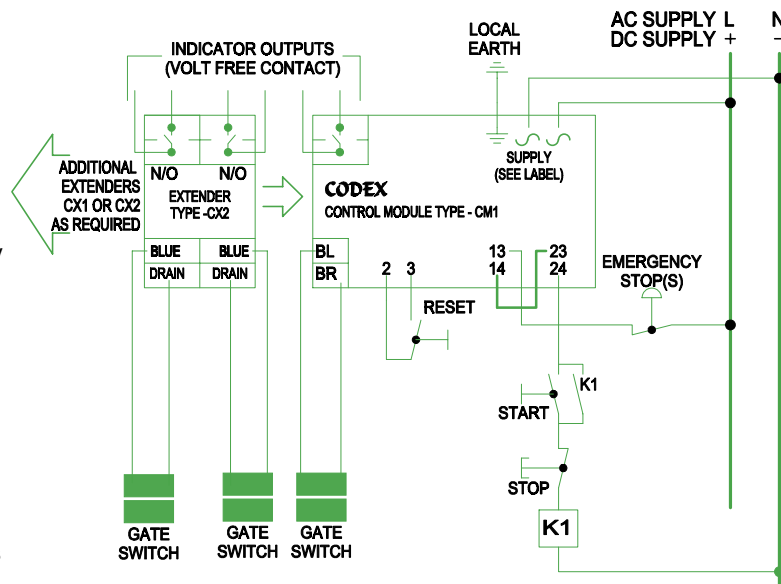 AC SUPPLY L N
DC SUPPLY + -
LOCAL
EARTH
INDICATOR OUTPUTS
(VOLT FREE CONTACT)
ADDITIONAL
EXTENDERS
CX1 OR CX2
AS REQUIRED
N/O N/O
EXTENDER
TYPE -CX2
BLUE BLUE
DRAIN DRAIN
SUPPLY
(SEE LABEL)
CODEX
CONTROL MODULE TYPE - CM1
BL
BR
2 3
13 23
14 24
RESET
EMERGENCY
STOP(S)
K1
START
STOP
K1
GATE
SWITCH
GATE
SWITCH
GATE
SWITCH